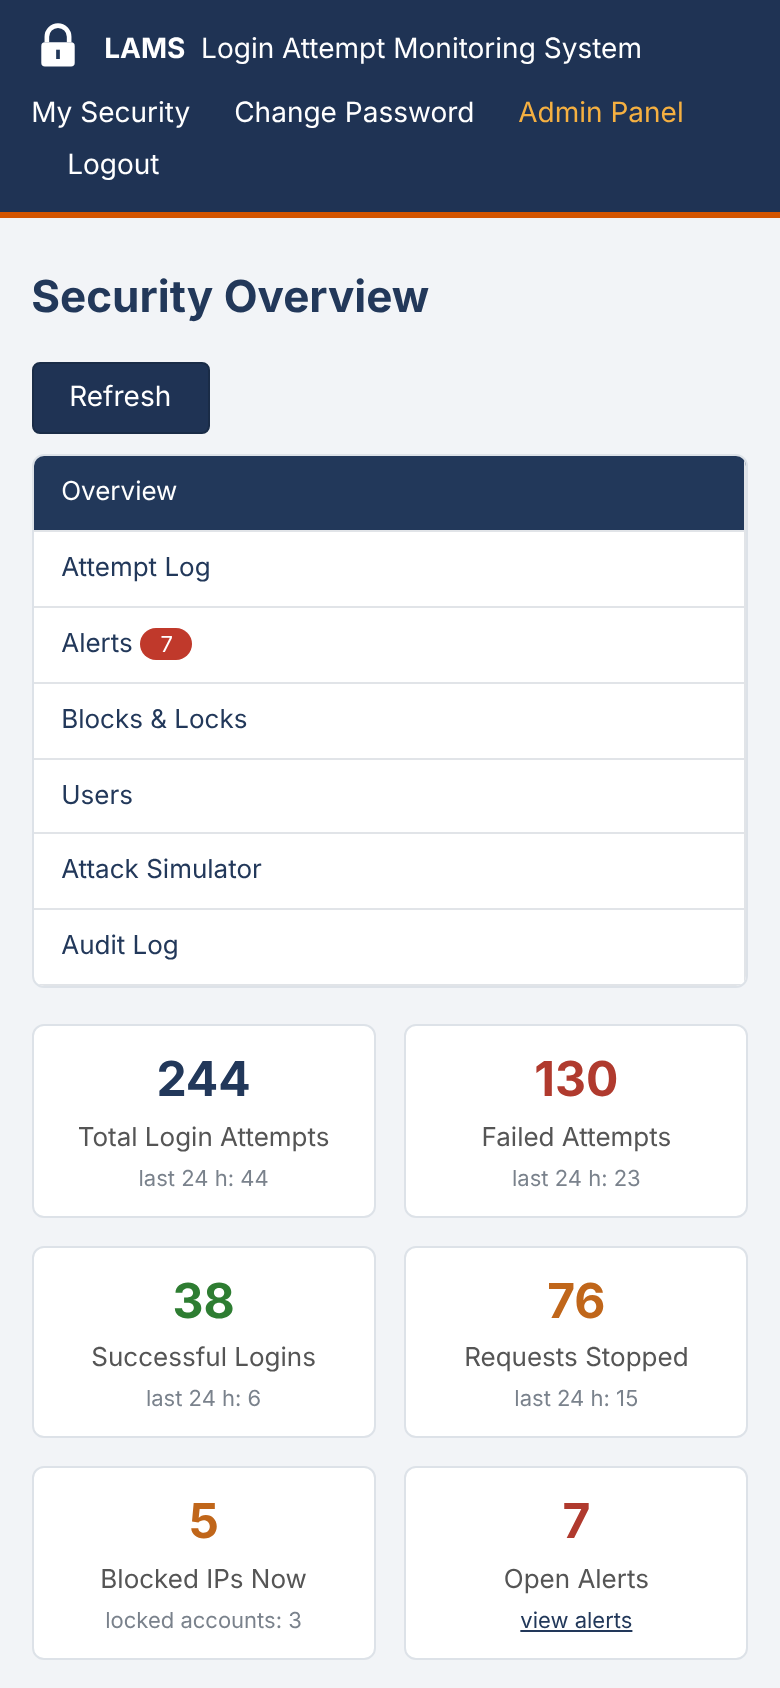 LAMS Login Attempt Monitoring System
My Security Change Password Admin Panel
Logout
Security Overview
Refresh
Overview
Attempt Log
Alerts 7
Blocks & Locks
Users
Attack Simulator
Audit Log
244
Total Login Attempts
last 24 h: 44
130
Failed Attempts
last 24 h: 23
38
Successful Logins
last 24 h: 6
76
Requests Stopped
last 24 h: 15
5
Blocked IPs Now
locked accounts: 3
7
Open Alerts
view alerts